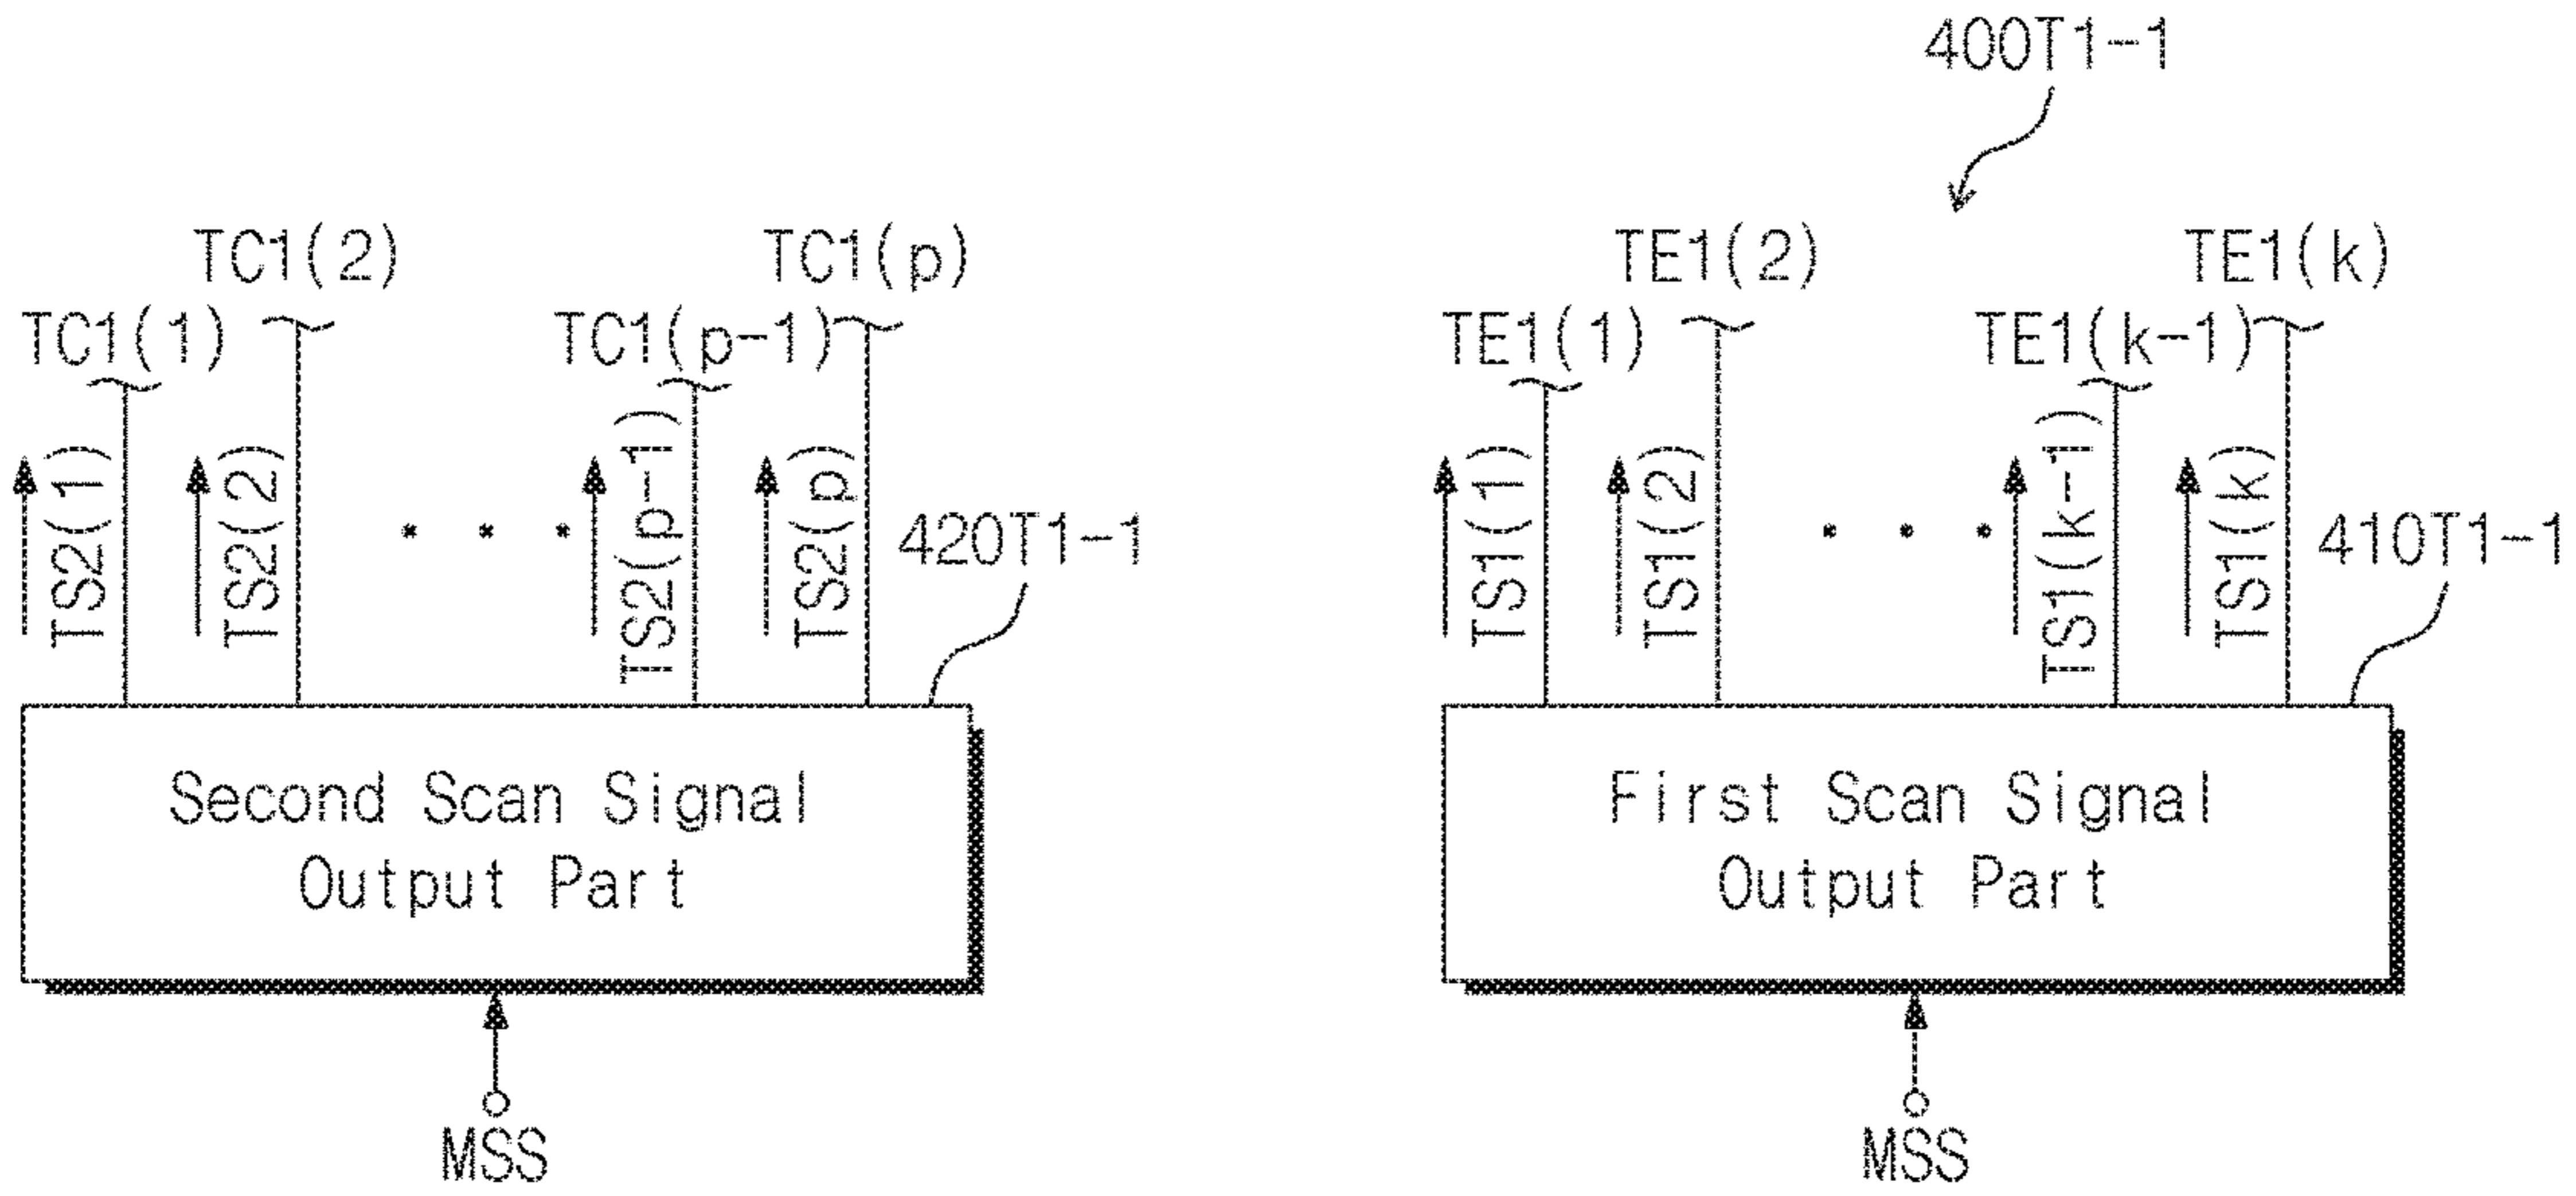 400T1-1
TC1(2)
TC1(p)
TE1(2)
TE1(k)
TC1(1)
TC1(p-1)
TE1(1)
TE1(k-1)
TS2(1)
TS2(2)
. . .
TS2(p-1)
TS2(p)
420T1-1
TS1(1)
TS1(2)
. . .
TS1(k-1)
TS1(k)
410T1-1
Second Scan Signal
Output Part
First Scan Signal
Output Part
MSS
MSS